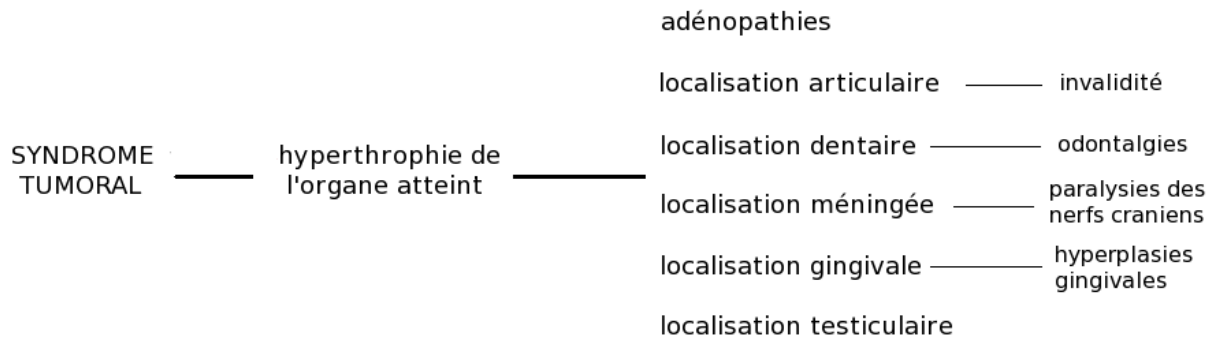 adénopathies
localisation articulaire
invalidité
SYNDROME
TUMORAL
hyperthrophie de
l'organe atteint
localisation dentaire
odontalgies
localisation méningée
paralysies des
nerfs craniens
localisation gingivale
hyperplasies
gingivales
localisation testiculaire